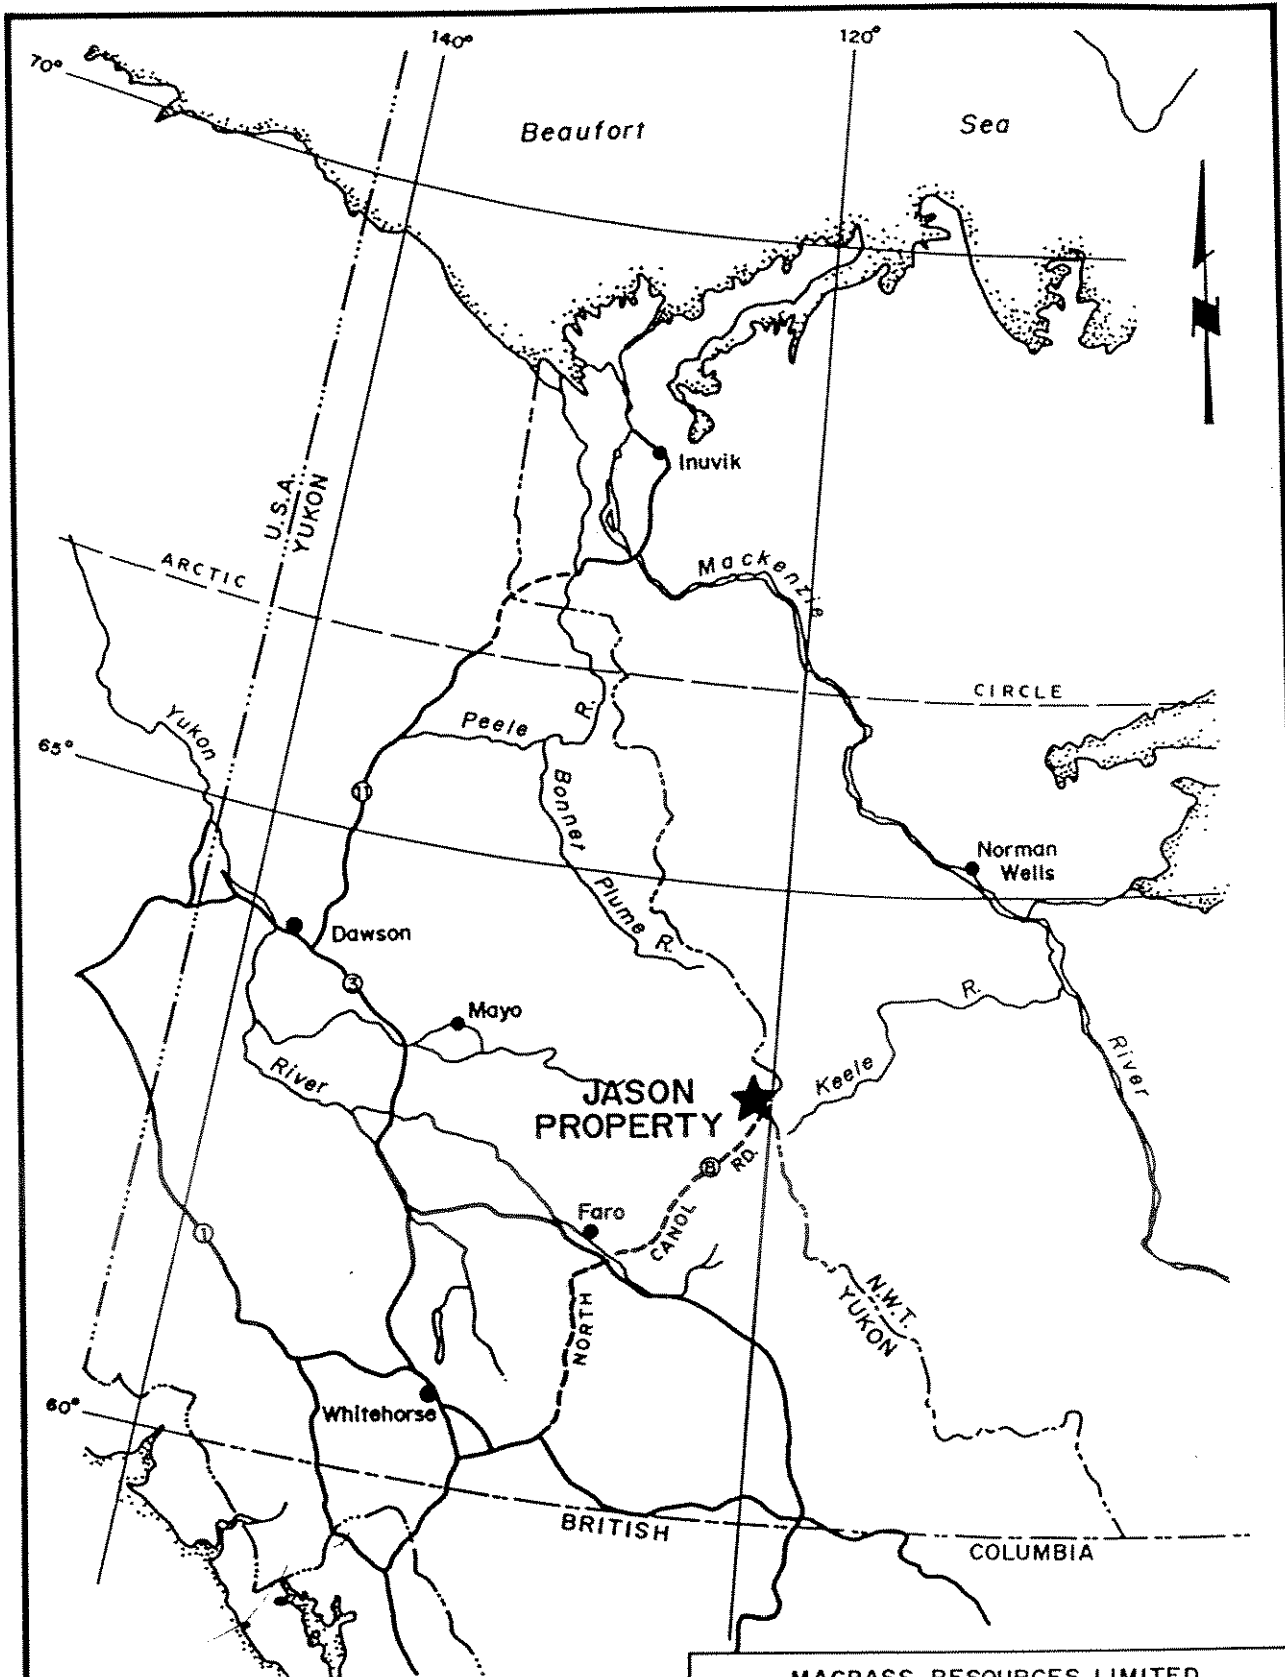 140°
120°
70°
Beaufort
Sea
Inuvik
U.S.A.
YUKON
ARCTIC
Mackenzie
CIRCLE
Yukon
Peele
R.
65°
11
Bonnet
Plume
R.
Norman
Wells
Dawson
3
Mayo
R.
River
JASON
PROPERTY
Keele
River
8
RD.
CANOL
Faro
1
NORTH
N.W.T.
YUKON
60°
Whitehorse
BRITISH
COLUMBIA
MACPASS RESOURCES LIMITED